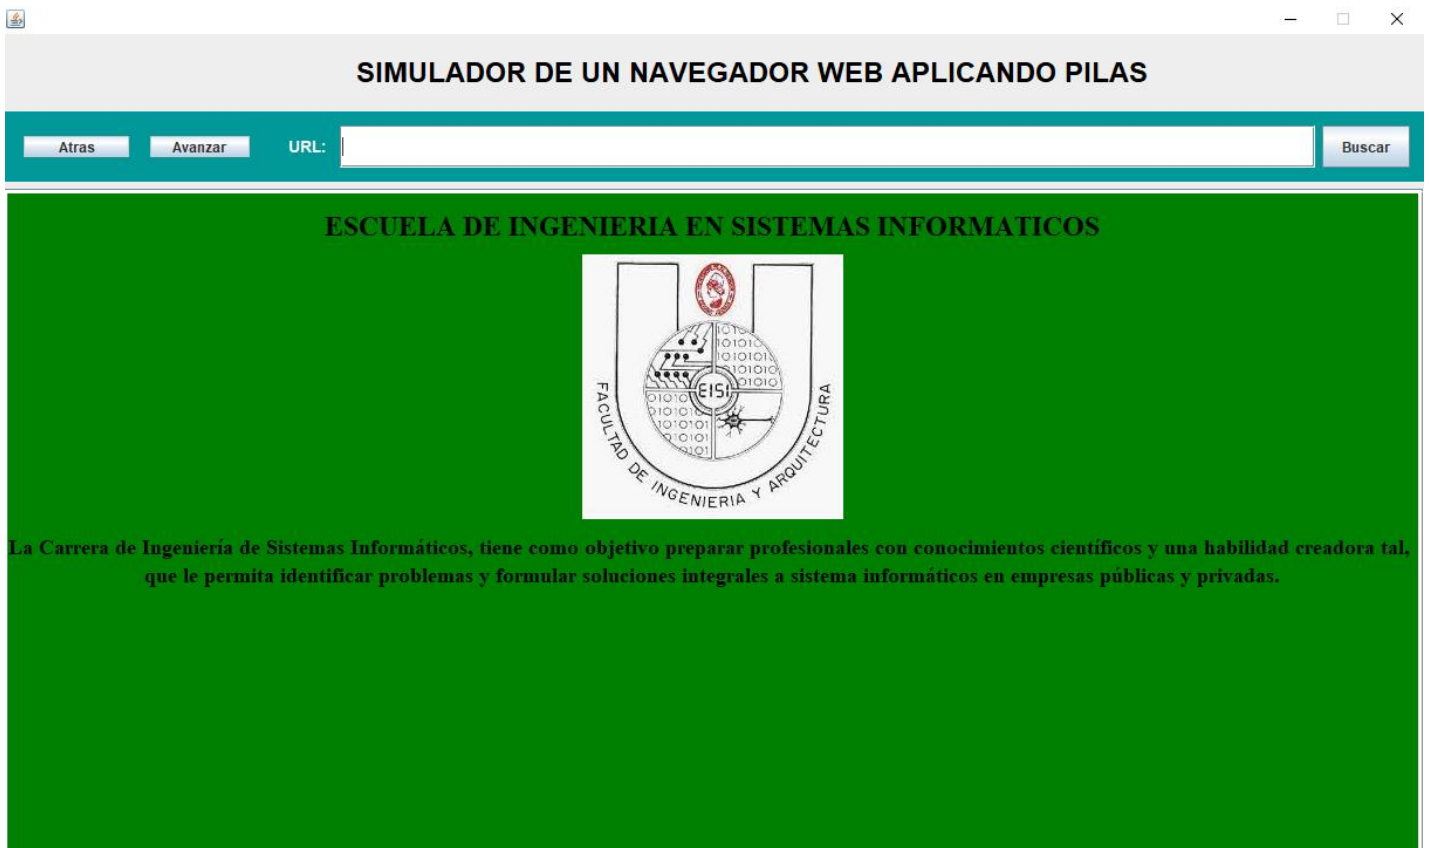 SIMULADOR DE UN NAVEGADOR WEB APLICANDO PILAS
Atras Avanzar URL: Buscar
ESCUELA DE INGENIERIA EN SISTEMAS INFORMATICOS
EISI
FACULTAD DE INGENIERIA Y ARQUITECTURA
La Carrera de Ingeniería de Sistemas Informáticos, tiene como objetivo preparar profesionales con conocimientos científicos y una habilidad creadora tal,
que le permita identificar problemas y formular soluciones integrales a sistema informáticos en empresas públicas y privadas.